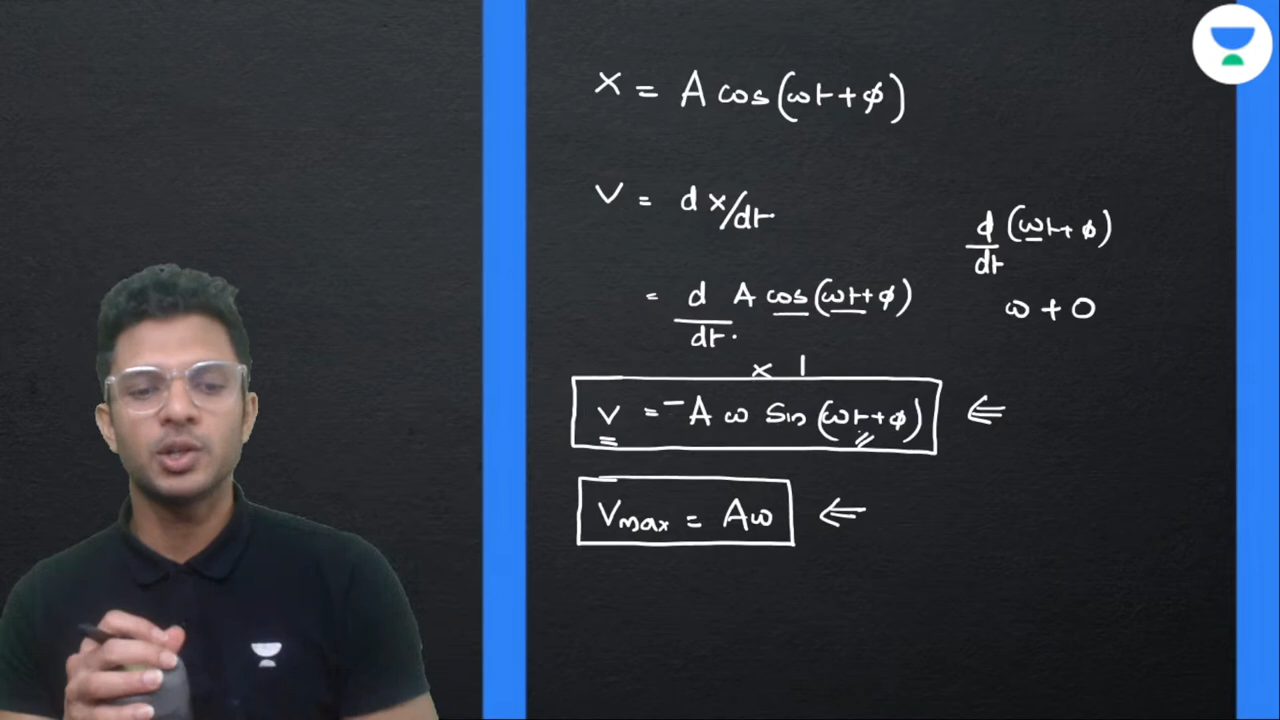 x = A cos(ωt+φ)
v = dx/dt
d/dt (ωt+φ)
= d/dt A cos(ωt+φ)
ω + 0
x 1
v = -A ω sin(ωt+φ) ⇐
Vmax = Aω ⇐